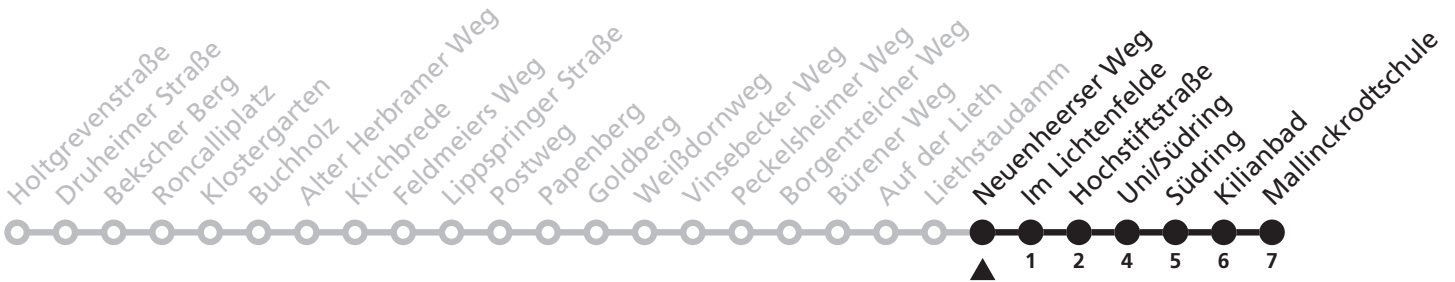 Holtgrevenstraße
Druheimer Straße
Bekscher Berg
Roncalliplatz
Klostergarten
Buchholz
Alter Herbramer Weg
Kirchbrede
Feldmeiers Weg
Lippspringer Straße
Postweg
Papenberg
Goldberg
Weißdornweg
Vinsebecker Weg
Peckelsheimer Weg
Borgentreicher Weg
Bürener Weg
Auf der Lieth
Liethstaudamm
Neuenheerser Weg
Im Lichtenfelde
Hochstiftstraße
Uni/Südring
Südring
Kilianbad
Mallinckrodtschule
1 2 4 5 6 7